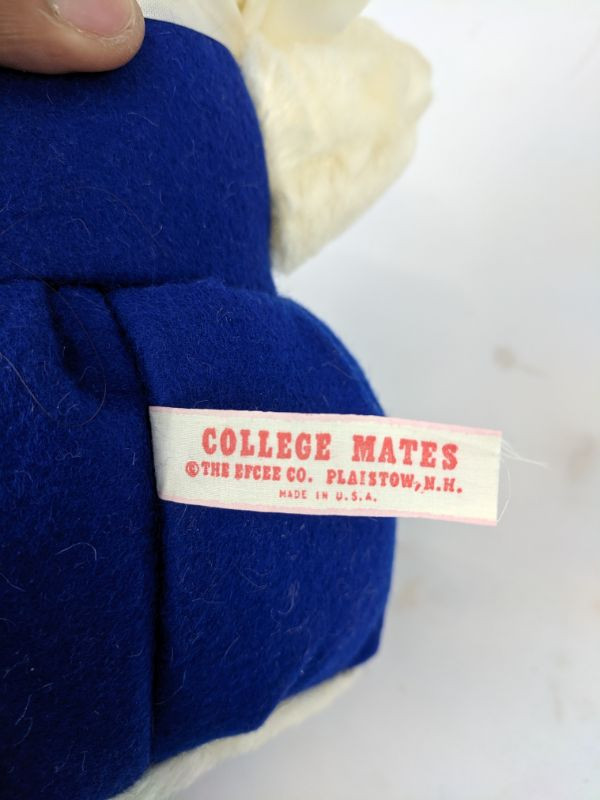 COLLEGE MATES
©THE EFCEE CO. PLAISTOW, N.H.
MADE IN U.S.A.